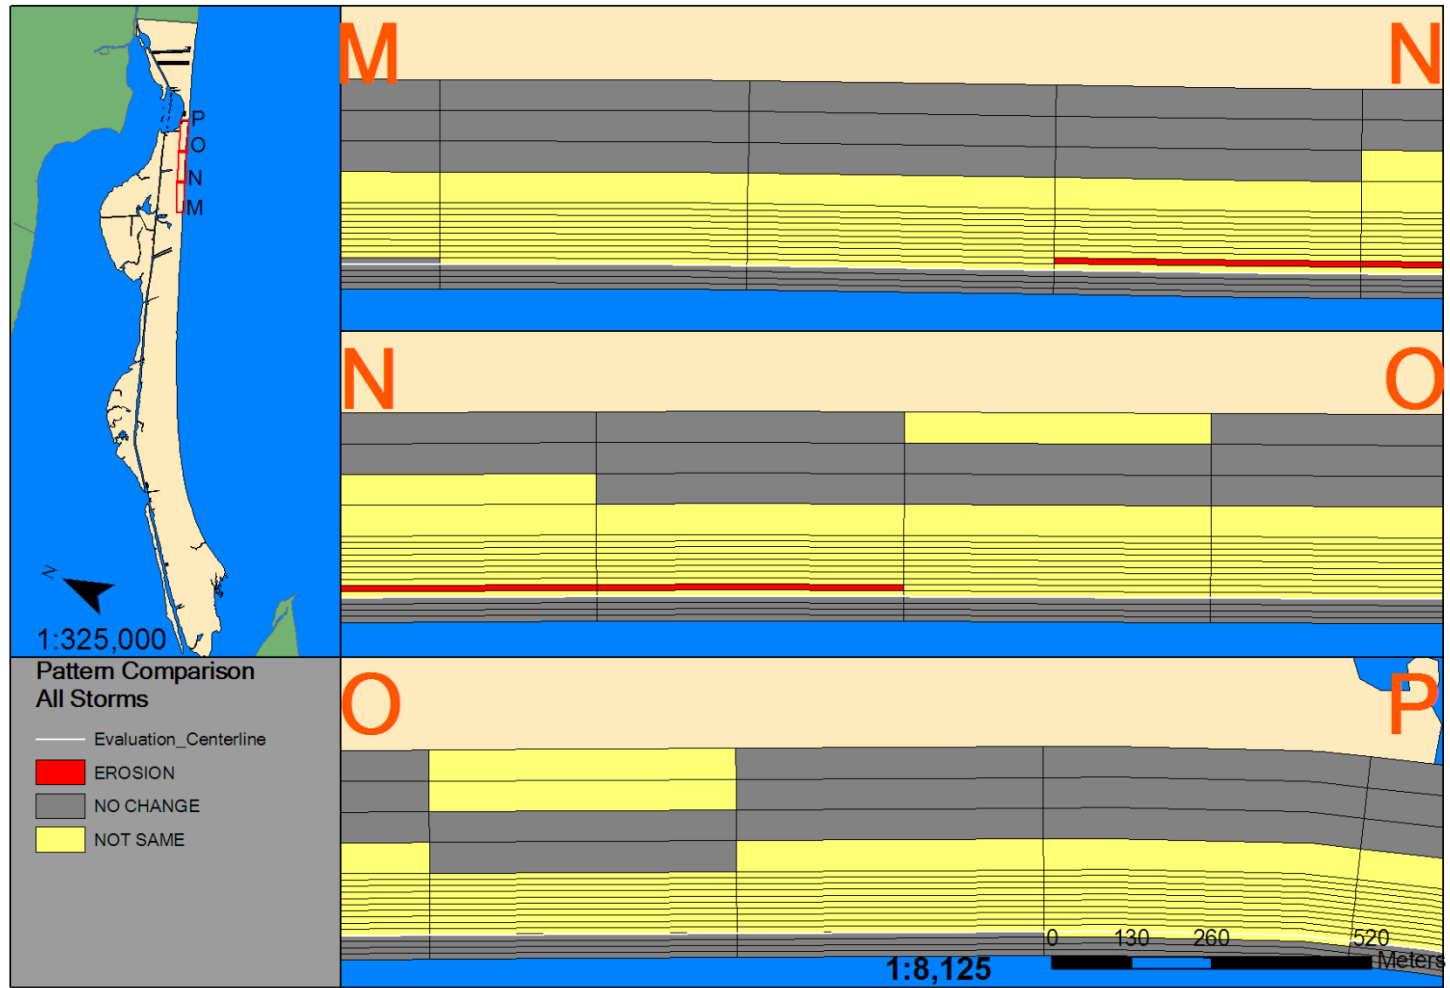 P
O
N
M
N
1:325,000
Pattern Comparison
All Storms
Evaluation_Centerline
EROSION
NO CHANGE
NOT SAME
M N
N O
O P
0 130 260 520
1:8,125 Meters